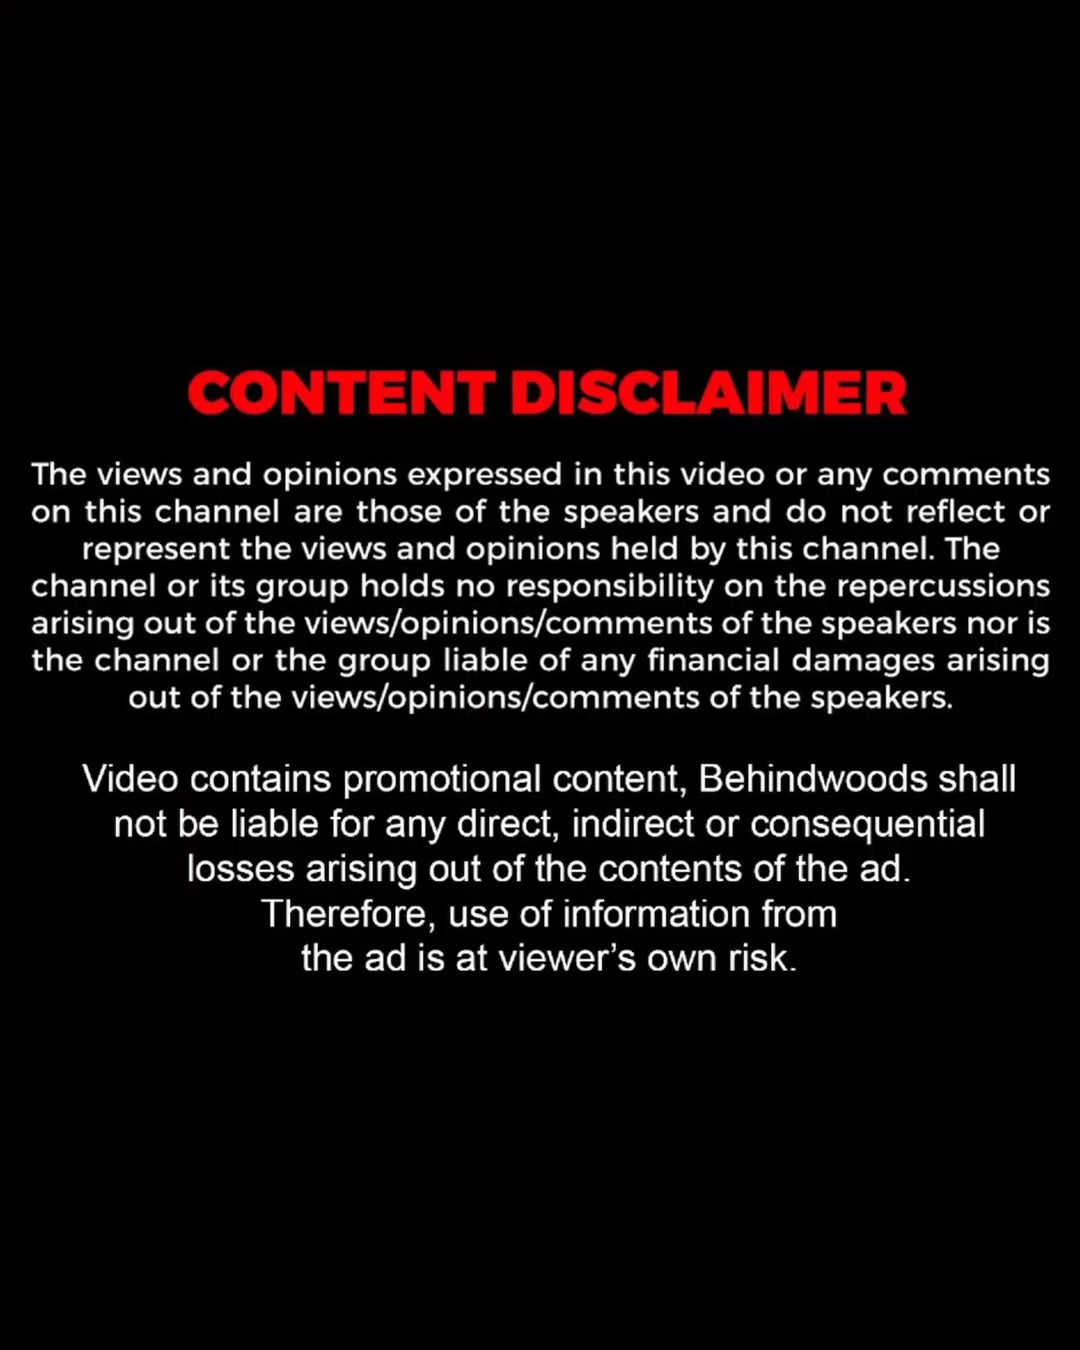 CONTENT DISCLAIMER
The views and opinions expressed in this video or any comments
on this channel are those of the speakers and do not reflect or
represent the views and opinions held by this channel. The
channel or its group holds no responsibility on the repercussions
arising out of the views/opinions/comments of the speakers nor is
the channel or the group liable of any financial damages arising
out of the views/opinions/comments of the speakers.
Video contains promotional content, Behindwoods shall
not be liable for any direct, indirect or consequential
losses arising out of the contents of the ad.
Therefore, use of information from
the ad is at viewer’s own risk.